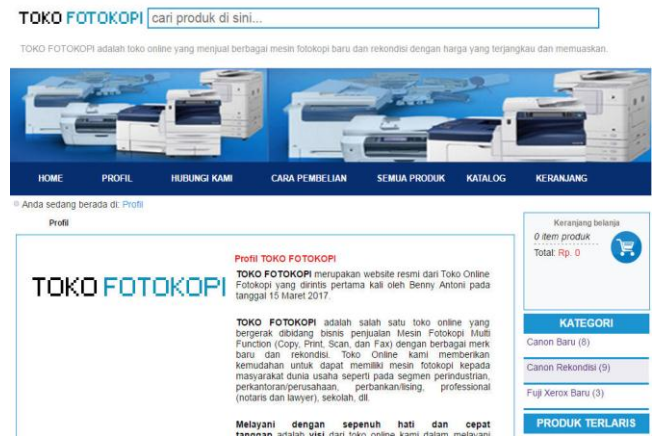 TOKO FOTOKOPI cari produk di sini...
TOKO FOTOKOPI adalah toko online yang menjual berbagai mesin fotokopi baru dan rekondisi dengan harga yang terjangkau dan memuaskan.
HOME PROFIL HUBUNGI KAMI CARA PEMBELIAN SEMUA PRODUK KATALOG KERANJANG
Anda sedang berada di: Profil
Profil
TOKO FOTOKOPI
Profil TOKO FOTOKOPI
TOKO FOTOKOPI merupakan website resmi dari Toko Online
Fotokopi yang dirintis pertama kali oleh Benny Antoni pada
tanggal 15 Maret 2017.
TOKO FOTOKOPI adalah salah satu toko online yang
bergerak dibidang bisnis penjualan Mesin Fotokopi Multi
Function (Copy, Print, Scan, dan Fax) dengan berbagai merk
baru dan rekondisi. Toko Online kami memberikan
kemudahan untuk dapat memiliki mesin fotokopi kepada
masyarakat dunia usaha seperti pada segmen perindustrian,
perkantoran/perusahaan, perbankan/lising, professional
(notaris dan lawyer), sekolah, dll.
Melayani dengan sepenuh hati dan cepat
tanggap adalah visi dari toko online kami dalam melayani
Keranjang belanja
0 item produk
Total: Rp. 0
KATEGORI
Canon Baru (8)
Canon Rekondisi (9)
Fuji Xerox Baru (3)
PRODUK TERLARIS